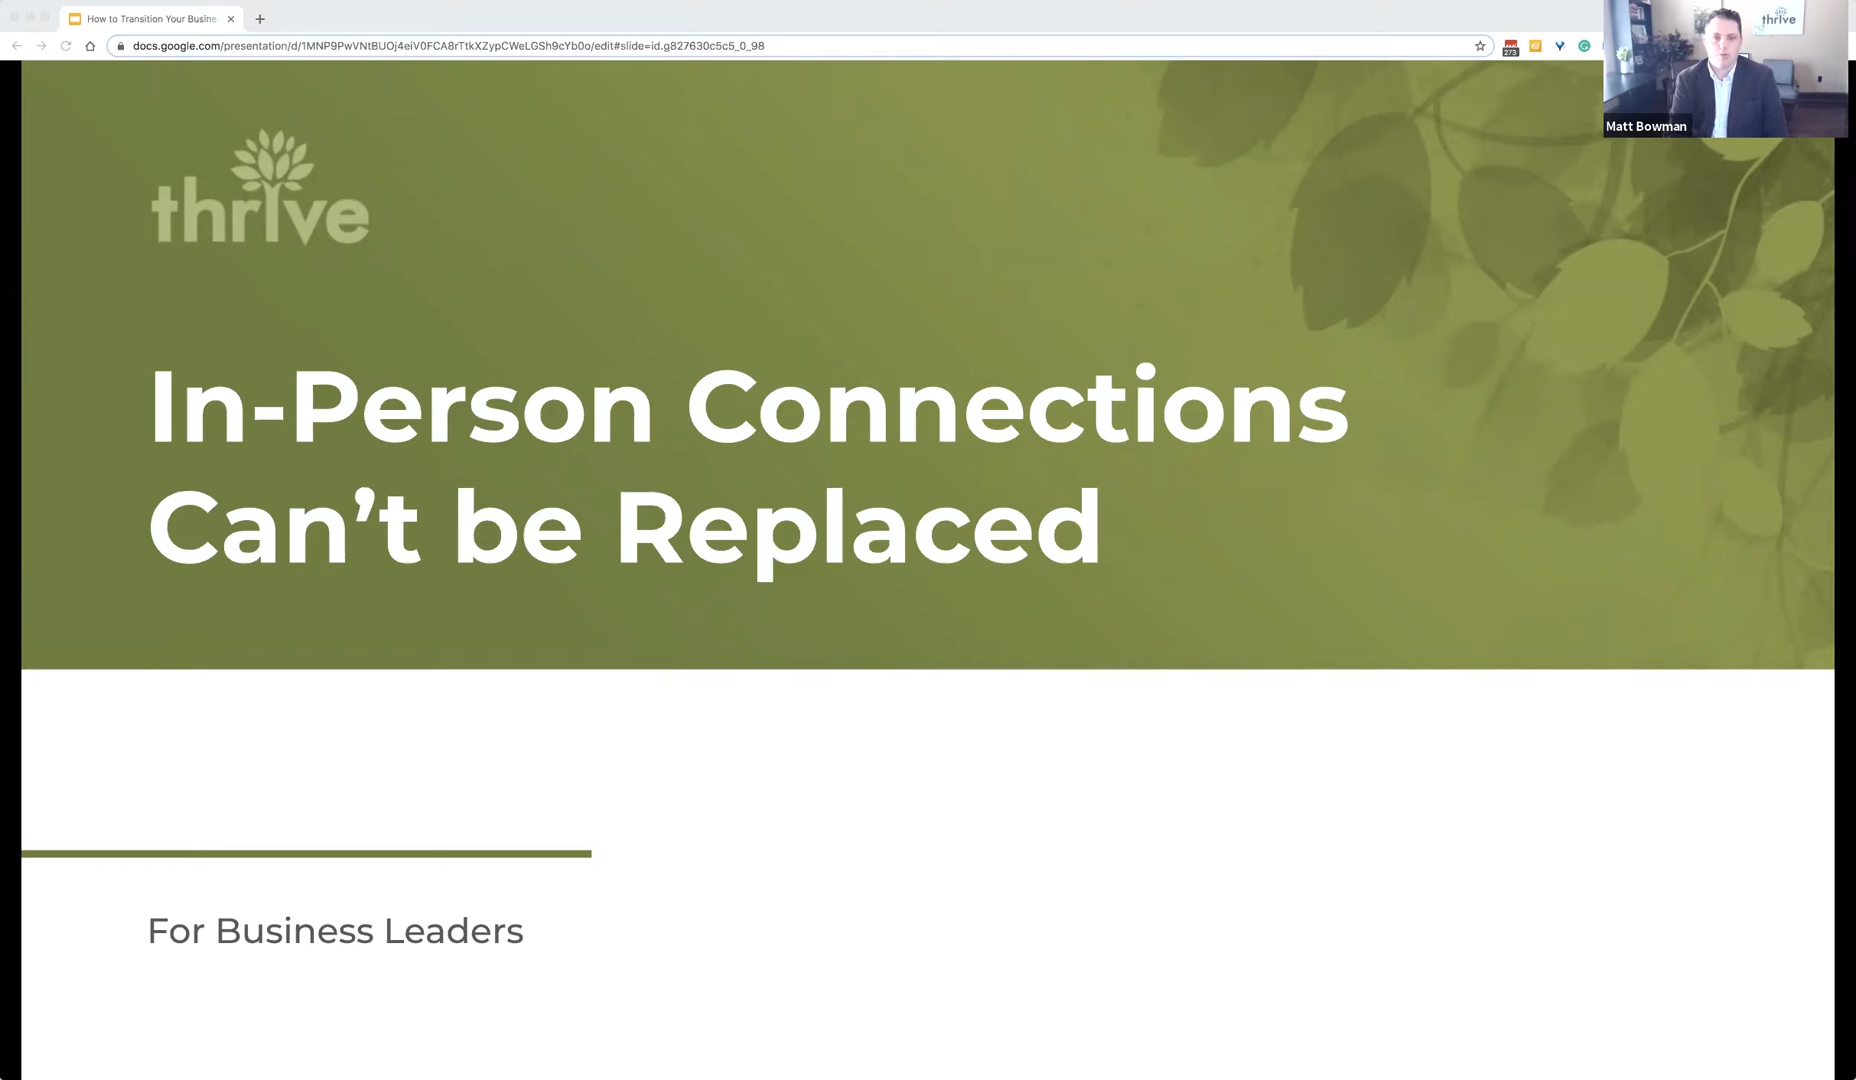 How to Transition Your Busine
docs.google.com/presentation/d/1MNP9PwVNtBUOj4eiV0FCA8rTtkXZypCWeLGSh9cYb0o/edit#slide=id.g827630c5c5_0_98
273
thrive
Matt Bowman
thrive
In-Person Connections
Can’t be Replaced
For Business Leaders